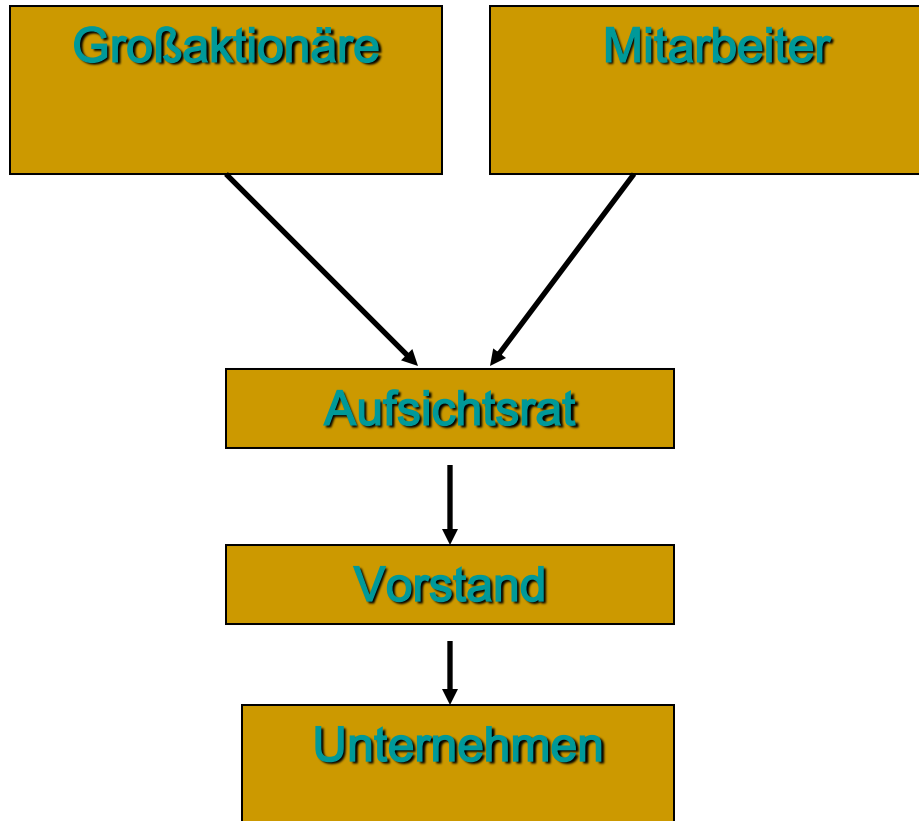 Großaktionäre
Mitarbeiter
Aufsichtsrat
Vorstand
Unternehmen